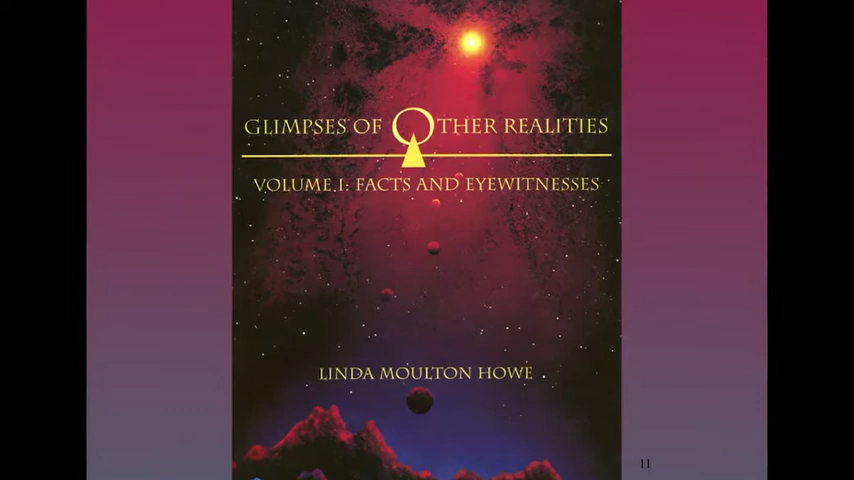 GLIMPSES OF OTHER REALITIES
VOLUME I: FACTS AND EYEWITNESSES
LINDA MOULTON HOWE
11